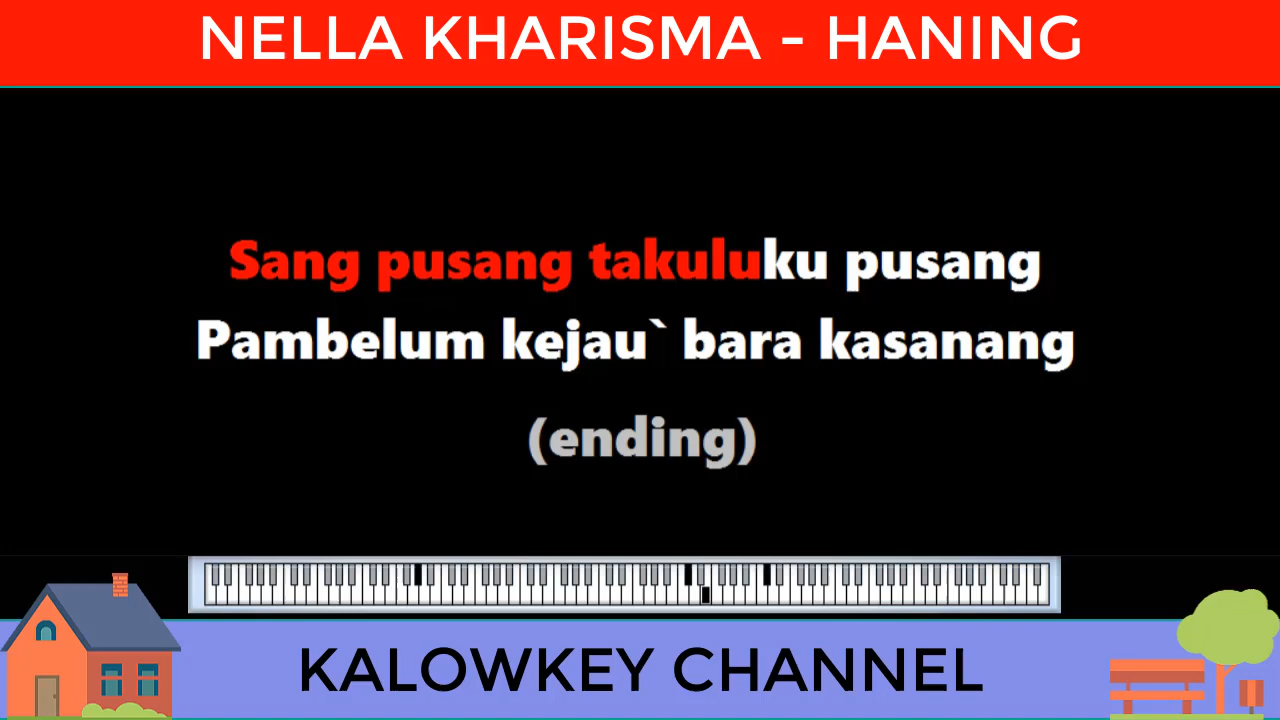 NELLA KHARISMA - HANING
Sang pusang takuluku pusang
Pambelum kejau` bara kasanang
(ending)
KALOWKEY CHANNEL